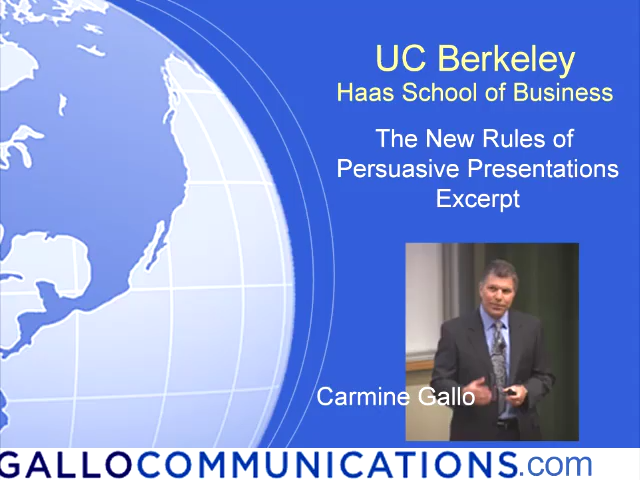 UC Berkeley
Haas School of Business
The New Rules of
Persuasive Presentations
Excerpt
Carmine Gallo
GALLOCOMMUNICATIONS.com